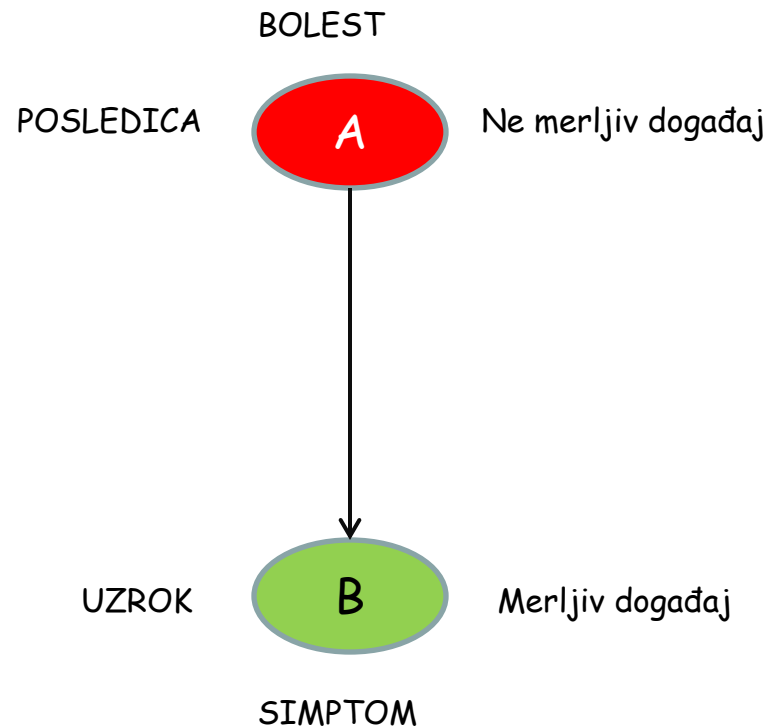 BOLEST
POSLEDICA A Ne merljiv događaj
UZROK B Merljiv događaj
SIMPTOM